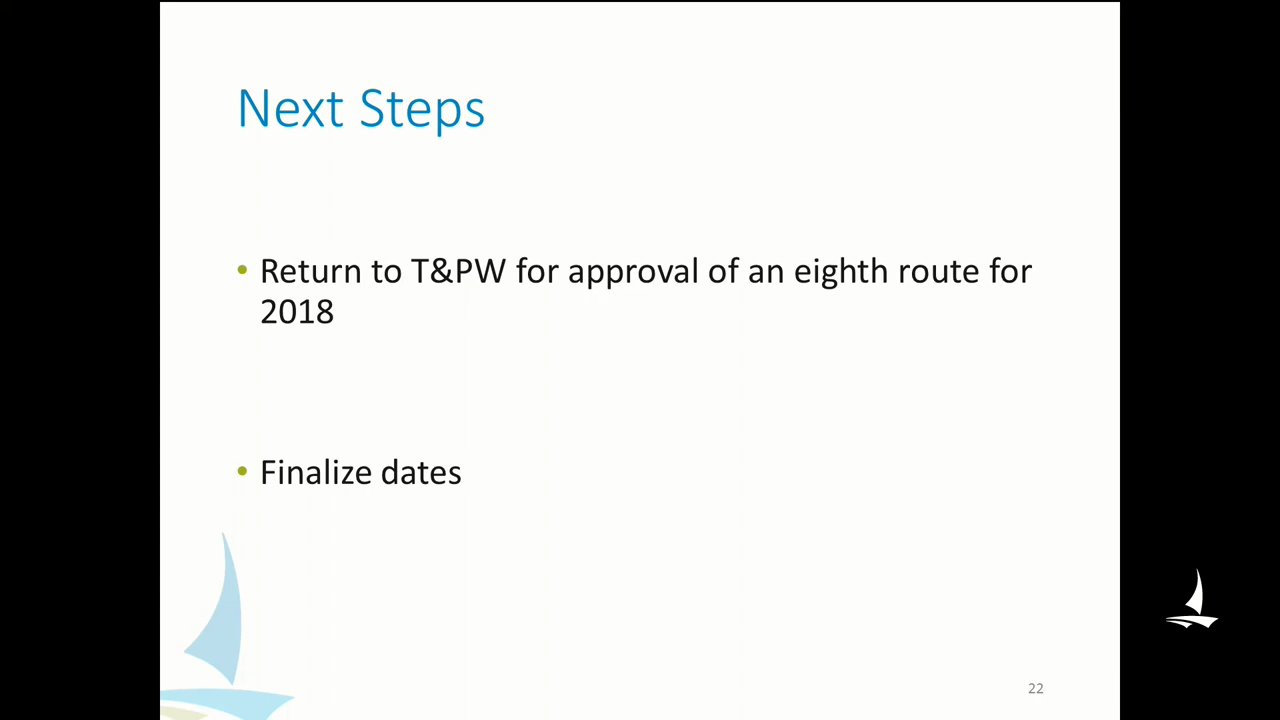 Next Steps
• Return to T&PW for approval of an eighth route for
2018
• Finalize dates
22